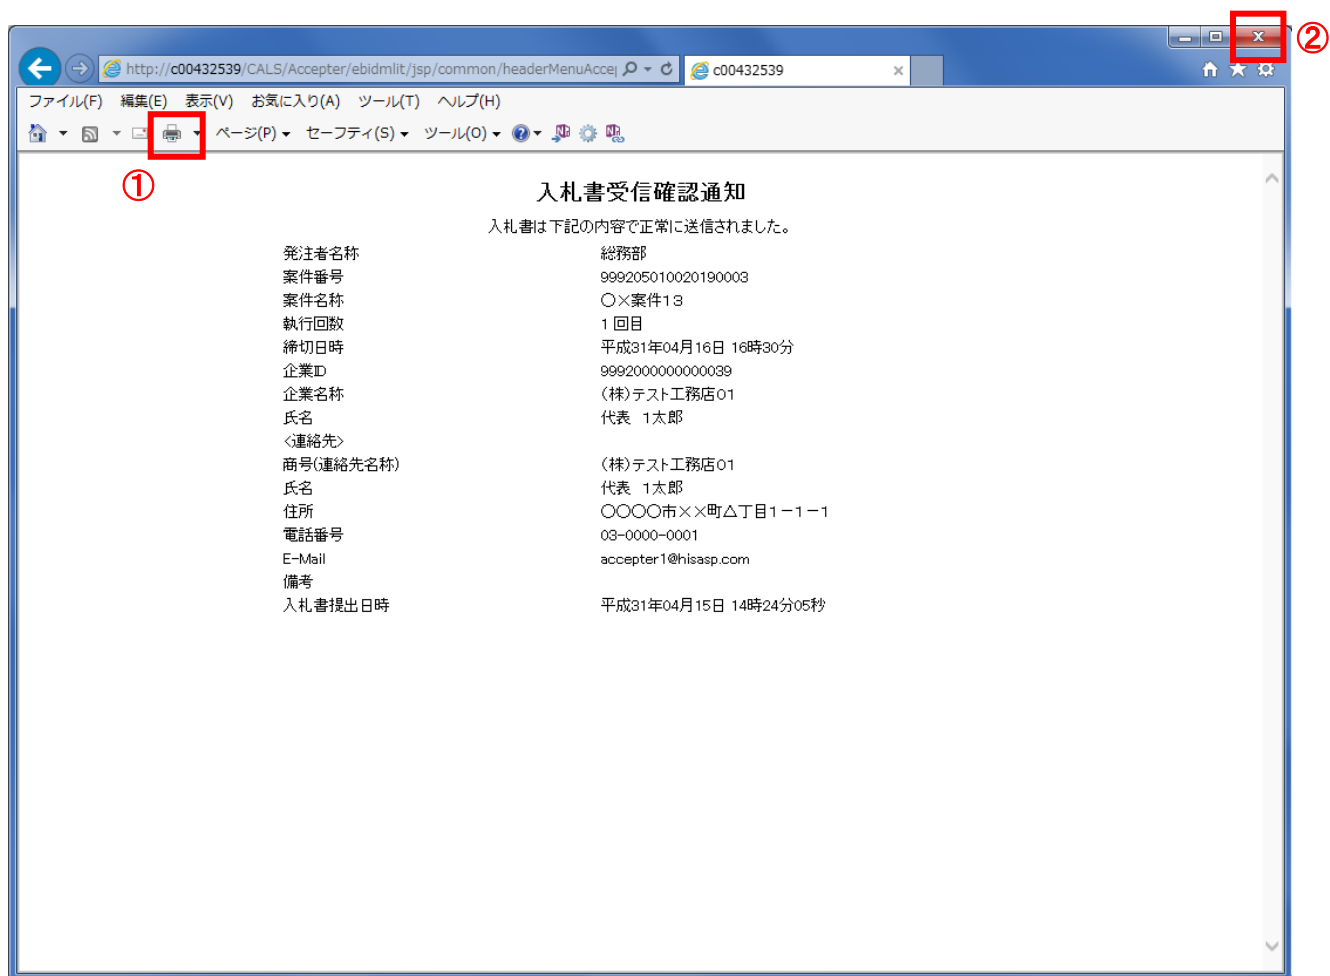 ②
http://c00432539/CALS/Accepter/ebidmlit/jsp/common/headerMenuAccep
c00432539
ファイル(F) 編集(E) 表示(V) お気に入り(A) ツール(T) ヘルプ(H)
ページ(P) セーフティ(S) ツール(O)
①
入札書受信確認通知
入札書は下記の内容で正常に送信されました。
発注者名称 総務部
案件番号 999205010020190003
案件名称 〇×案件13
執行回数 1回目
締切日時 平成31年04月16日 16時30分
企業ID 9992000000000039
企業名称 (株)テスト工務店01
氏名 代表 1太郎
<連絡先>
商号(連絡先名称) (株)テスト工務店01
氏名 代表 1太郎
住所 〇〇〇〇市××町△丁目1-1-1
電話番号 03-0000-0001
E-Mail accepter1@hisasp.com
備考
入札書提出日時 平成31年04月15日 14時24分05秒